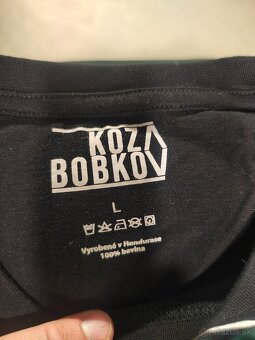 KOZA
BOBKOV
L
Vyrobené v Hondurase
100% bavlna